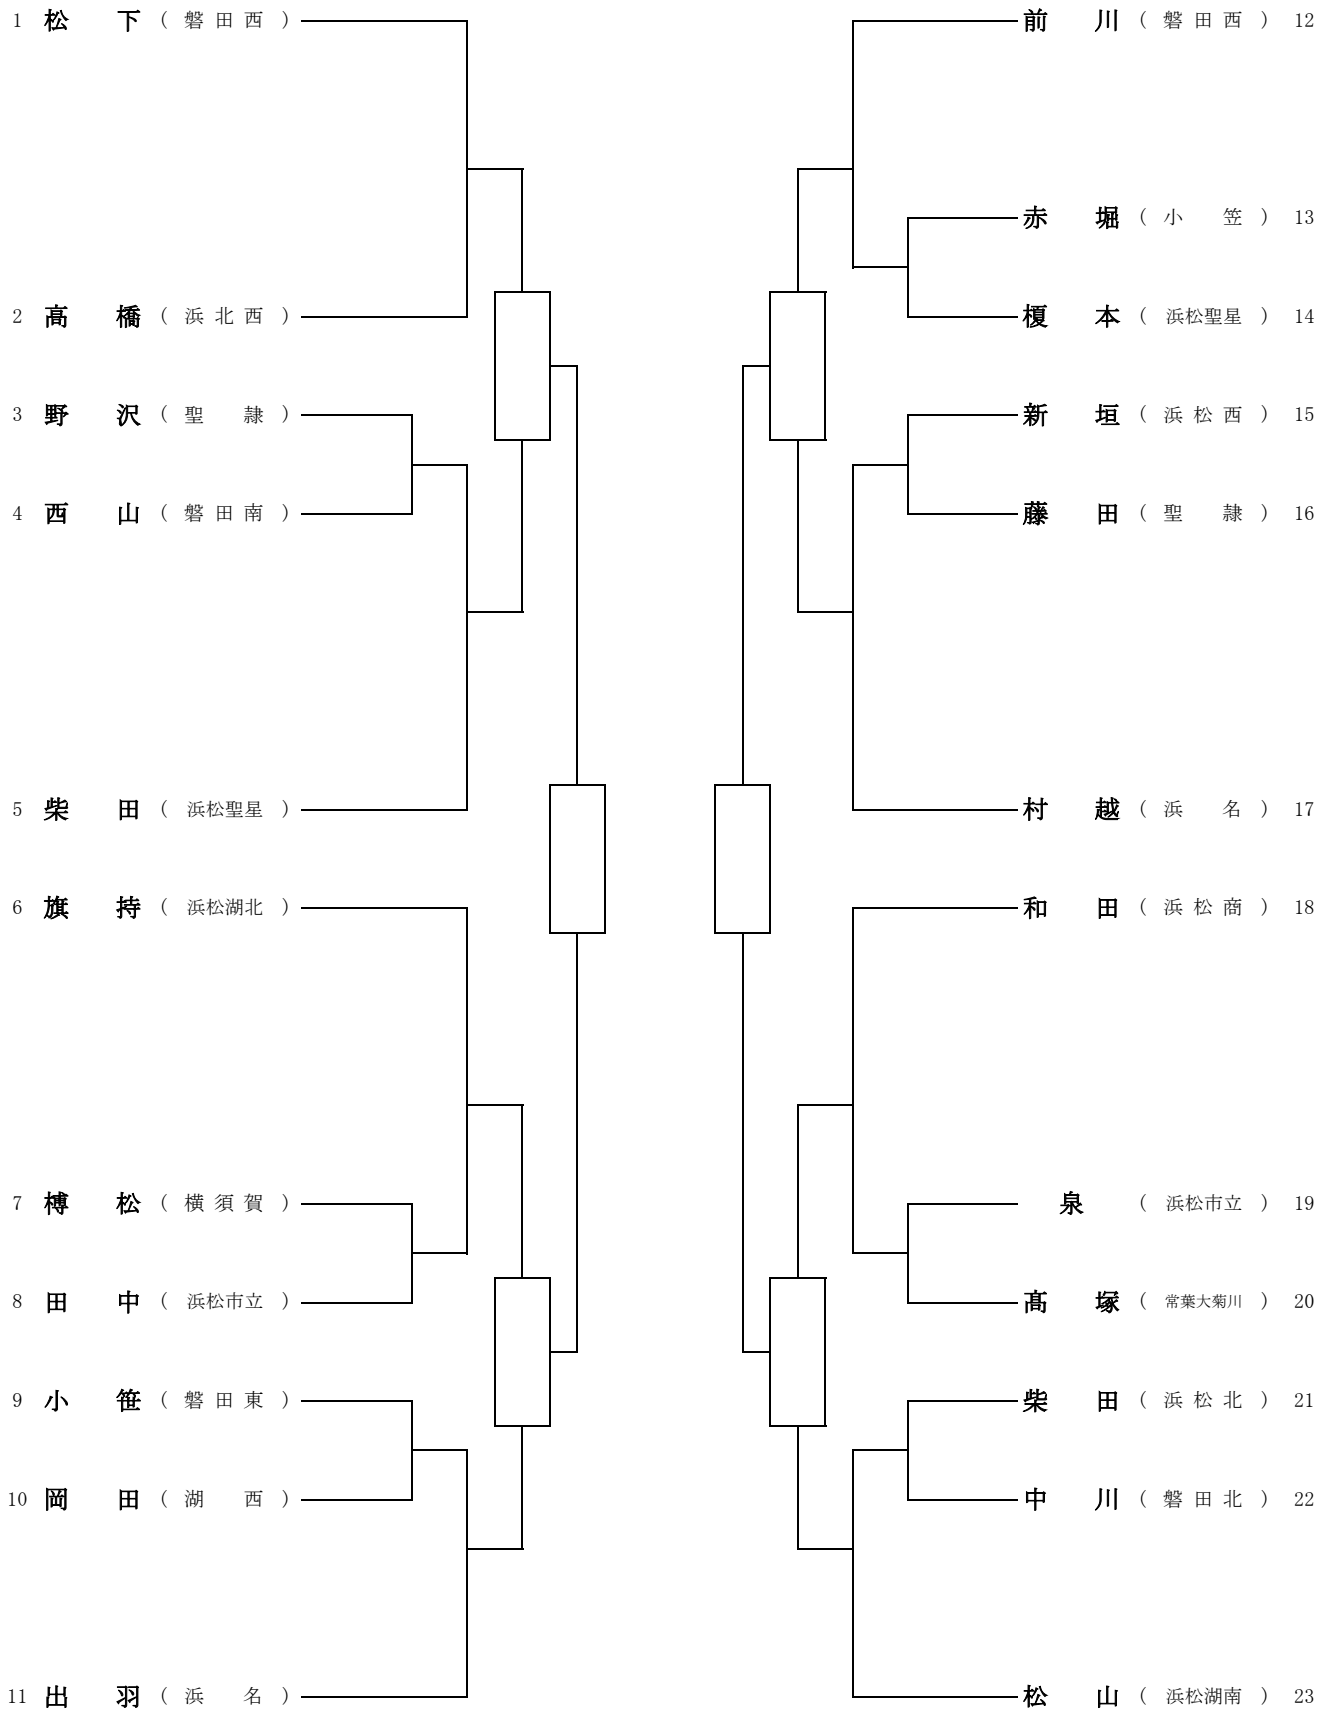 1 松 下 （ 磐 田 西 ）
2 高 橋 （ 浜 北 西 ）
3 野 沢 （ 聖 隷 ）
4 西 山 （ 磐 田 南 ）
5 柴 田 （ 浜松聖星 ）
6 旗 持 （ 浜松湖北 ）
7 榑 松 （ 横 須 賀 ）
8 田 中 （ 浜松市立 ）
9 小 笹 （ 磐 田 東 ）
10 岡 田 （ 湖 西 ）
11 出 羽 （ 浜 名 ）
前 川 （ 磐 田 西 ） 12
赤 堀 （ 小 笠 ） 13
榎 本 （ 浜松聖星 ） 14
新 垣 （ 浜 松 西 ） 15
藤 田 （ 聖 隷 ） 16
村 越 （ 浜 名 ） 17
和 田 （ 浜 松 商 ） 18
泉 （ 浜松市立 ） 19
髙 塚 （ 常葉大菊川 ） 20
柴 田 （ 浜 松 北 ） 21
中 川 （ 磐 田 北 ） 22
松 山 （ 浜松湖南 ） 23